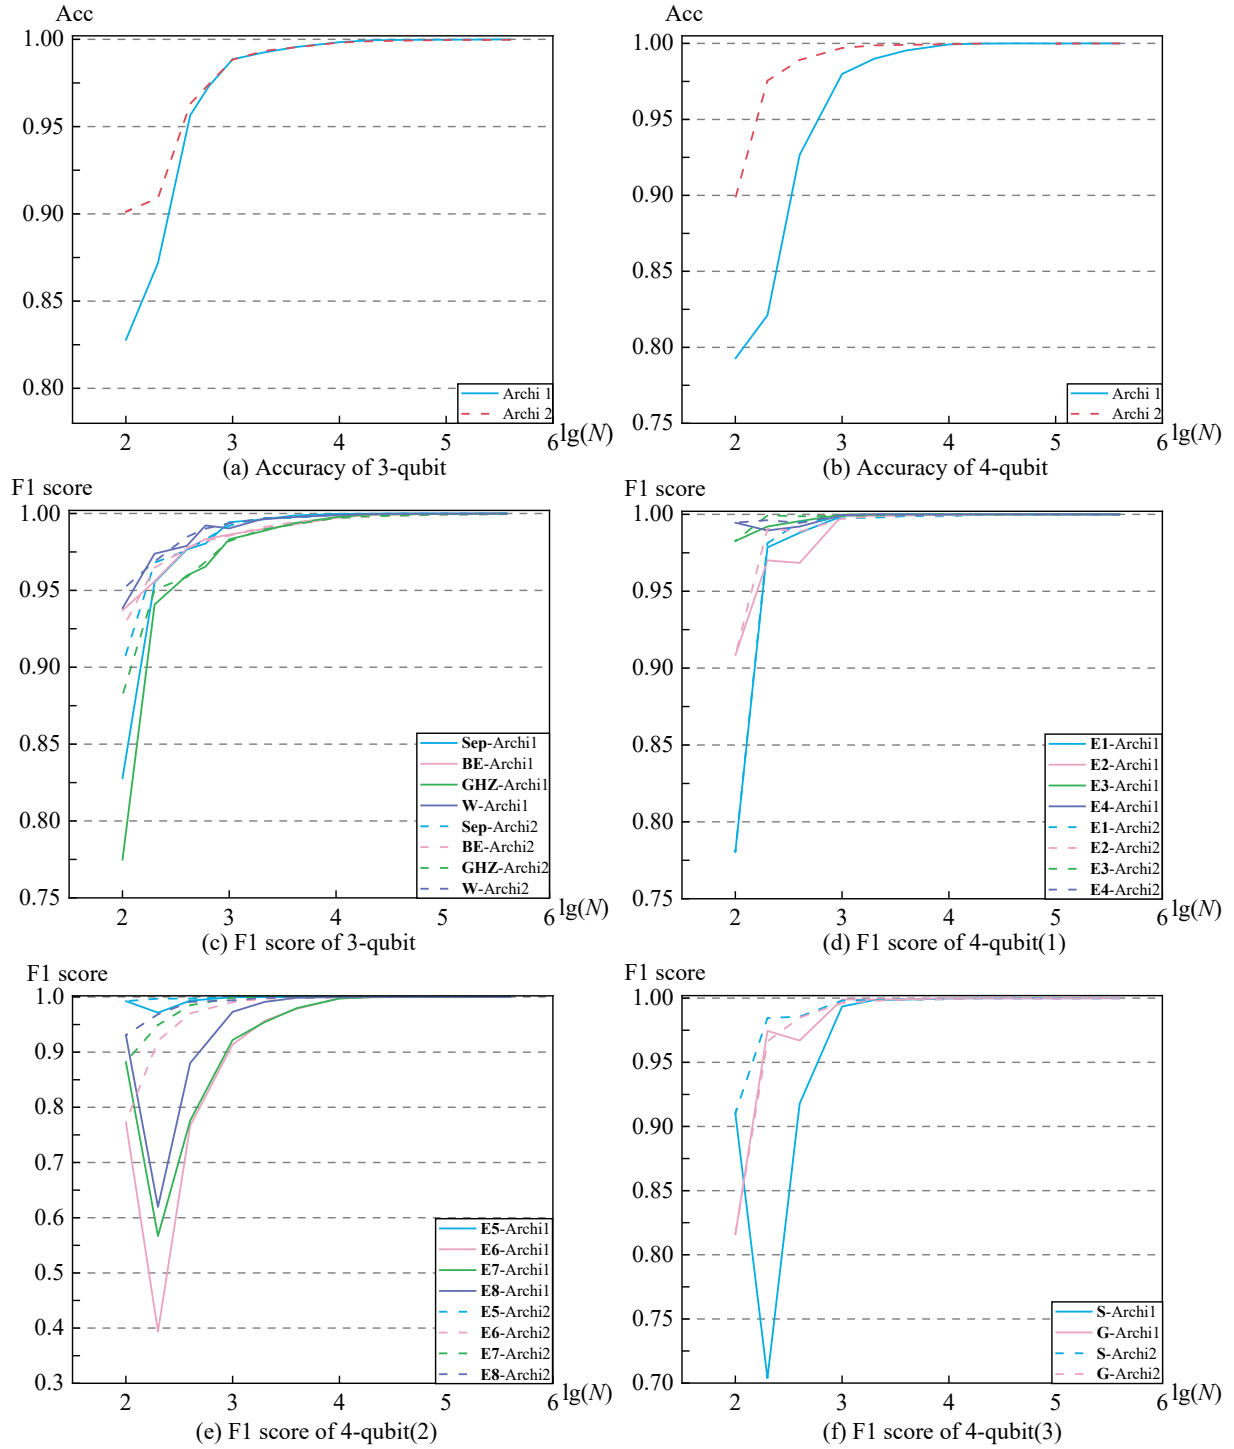 Acc
1.00
0.95
0.90
0.85
0.80
2 3 4 5 6 lg(N)
Archi 1
Archi 2
(a) Accuracy of 3-qubit
Acc
1.00
0.95
0.90
0.85
0.80
0.75
2 3 4 5 6 lg(N)
Archi 1
Archi 2
(b) Accuracy of 4-qubit
F1 score
1.00
0.95
0.90
0.85
0.80
0.75
2 3 4 5 6 lg(N)
Sep-Archi1
BE-Archi1
GHZ-Archi1
W-Archi1
Sep-Archi2
BE-Archi2
GHZ-Archi2
W-Archi2
(c) F1 score of 3-qubit
F1 score
1.00
0.95
0.90
0.85
0.80
0.75
2 3 4 5 6 lg(N)
E1-Archi1
E2-Archi1
E3-Archi1
E4-Archi1
E1-Archi2
E2-Archi2
E3-Archi2
E4-Archi2
(d) F1 score of 4-qubit(1)
F1 score
1.0
0.9
0.8
0.7
0.6
0.5
0.4
0.3
2 3 4 5 6 lg(N)
E5-Archi1
E6-Archi1
E7-Archi1
E8-Archi1
E5-Archi2
E6-Archi2
E7-Archi2
E8-Archi2
(e) F1 score of 4-qubit(2)
F1 score
1.00
0.95
0.90
0.85
0.80
0.75
0.70
2 3 4 5 6 lg(N)
S-Archi1
G-Archi1
S-Archi2
G-Archi2
(f) F1 score of 4-qubit(3)